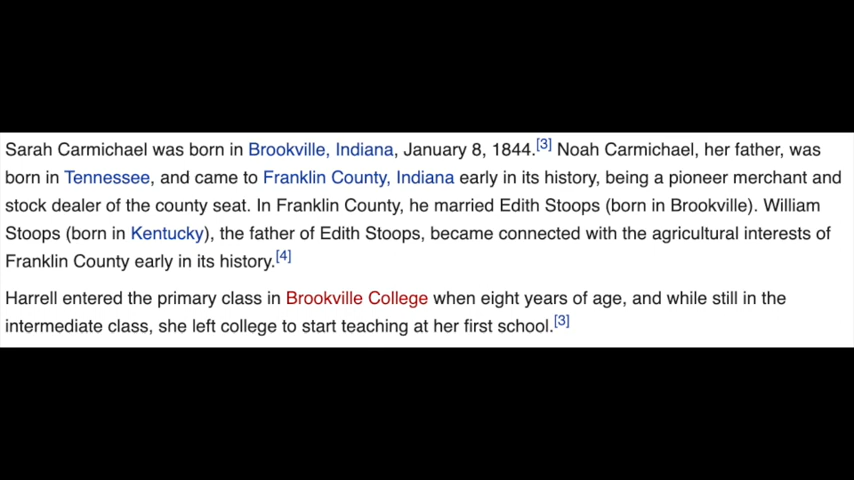 Sarah Carmichael was born in Brookville, Indiana, January 8, 1844.[3] Noah Carmichael, her father, was
born in Tennessee, and came to Franklin County, Indiana early in its history, being a pioneer merchant and
stock dealer of the county seat. In Franklin County, he married Edith Stoops (born in Brookville). William
Stoops (born in Kentucky), the father of Edith Stoops, became connected with the agricultural interests of
Franklin County early in its history.[4]
Harrell entered the primary class in Brookville College when eight years of age, and while still in the
intermediate class, she left college to start teaching at her first school.[3]